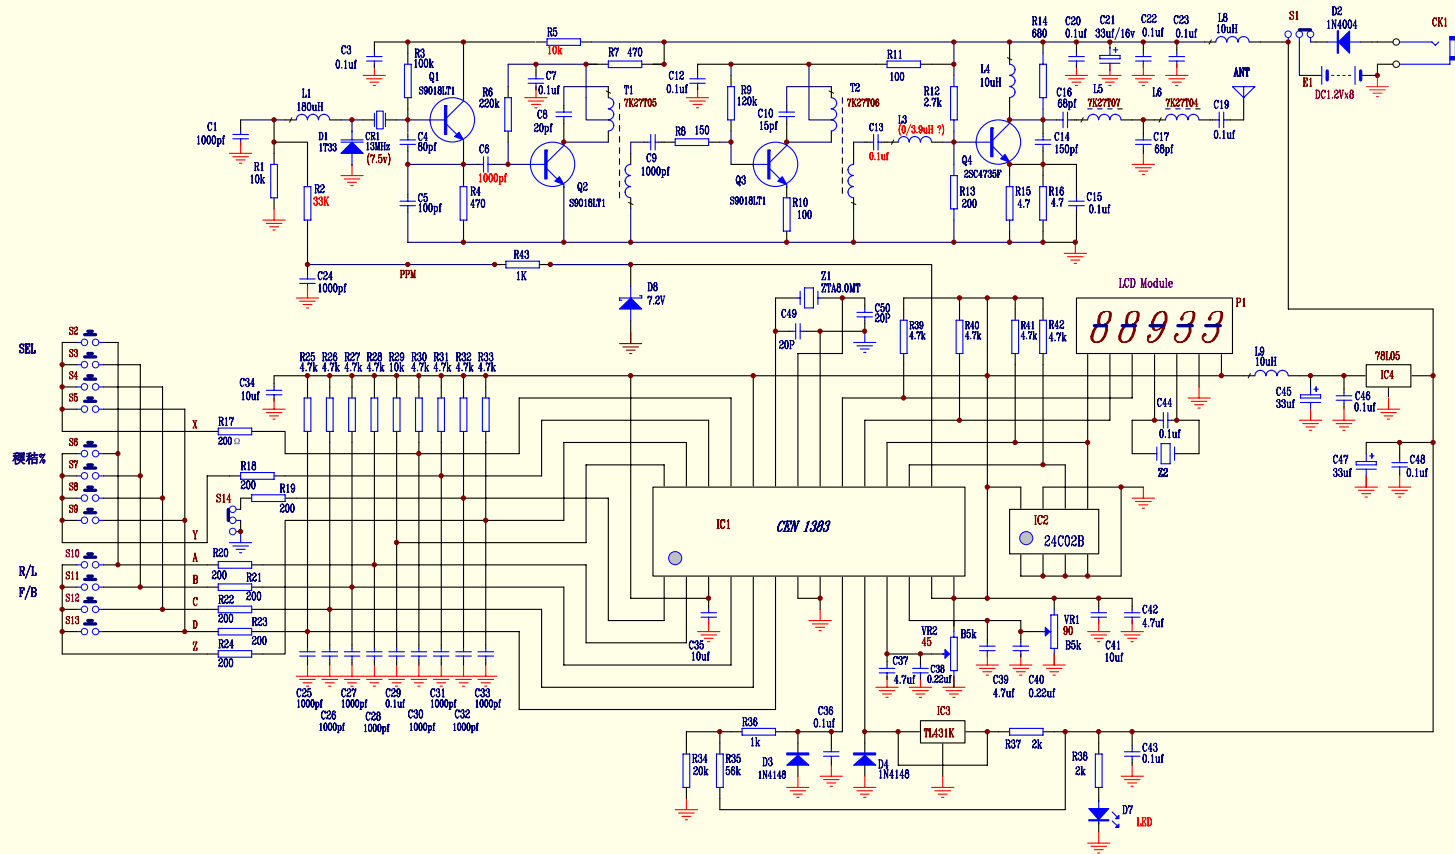 R5
10k
R14
680
C20
0.1uf
C21
33uf/16v
C22
0.1uf
C23
0.1uf
L8
10uH
S1
D2
1N4004
CK1
C3
0.1uf
R3
100k
Q1
S9018LT1
R6
220k
C7
0.1uf
R7 470
T1
7K27T05
C8
20pf
C12
0.1uf
R9
120k
C10
15pf
T2
7K27T06
R11
100
R12
2.7k
L4
10uH
C16
68pf
L5
7K27T07
L6
7K27T04
C19
0.1uf
ANT
E1
DC1.2Vx8
L1
180uH
C1
1000pf
D1
1T33
CR1
13MHz
(7.5v)
C4
80pf
C6
1000pf
Q2
S9018LT1
C9
1000pf
R8 150
Q3
S9018LT1
C13
0.1uf
L3
(0/3.9uH ?)
Q4
2SC4735F
C14
150pf
C17
68pf
R1
10k
R2
33K
C5
100pf
R4
470
R10
100
R13
200
R15
4.7
R16
4.7
C15
0.1uf
C24
1000pf
PPM
R43
1K
D8
7.2V
Z1
ZTA8.0MT
C49
20P
C50
20P
R39
4.7k
R40
4.7k
R41
4.7k
R42
4.7k
LCD Module
P1
88933
L9
10uH
78L05
IC4
C45
33uf
C46
0.1uf
C47
33uf
C48
0.1uf
C44
0.1uf
Z2
SEL
S2
S3
S4
S5
S6
S7
S8
S9
S10
S11
S12
S13
S14
R/L
F/B
X
Y
A
B
C
D
Z
C34
10uf
R25
4.7k
R26
4.7k
R27
4.7k
R28
4.7k
R29
10k
R30
4.7k
R31
4.7k
R32
4.7k
R33
4.7k
R17
200Ω
R18
200
R19
200
R20
200
R21
200
R22
200
R23
200
R24
200
IC1
CEN 1383
IC2
24C02B
C35
10uf
VR2
45
B5k
VR1
90
B5k
C37
4.7uf
C38
0.22uf
C39
4.7uf
C40
0.22uf
C41
10uf
C42
4.7uf
C25
1000pf
C26
1000pf
C27
1000pf
C28
1000pf
C29
0.1uf
C30
1000pf
C31
1000pf
C32
1000pf
C33
1000pf
R34
20k
R35
56k
R36
1k
C36
0.1uf
D3
1N4148
D4
1N4148
IC3
TL431K
R37 2k
R38
2k
C43
0.1uf
D7
LED